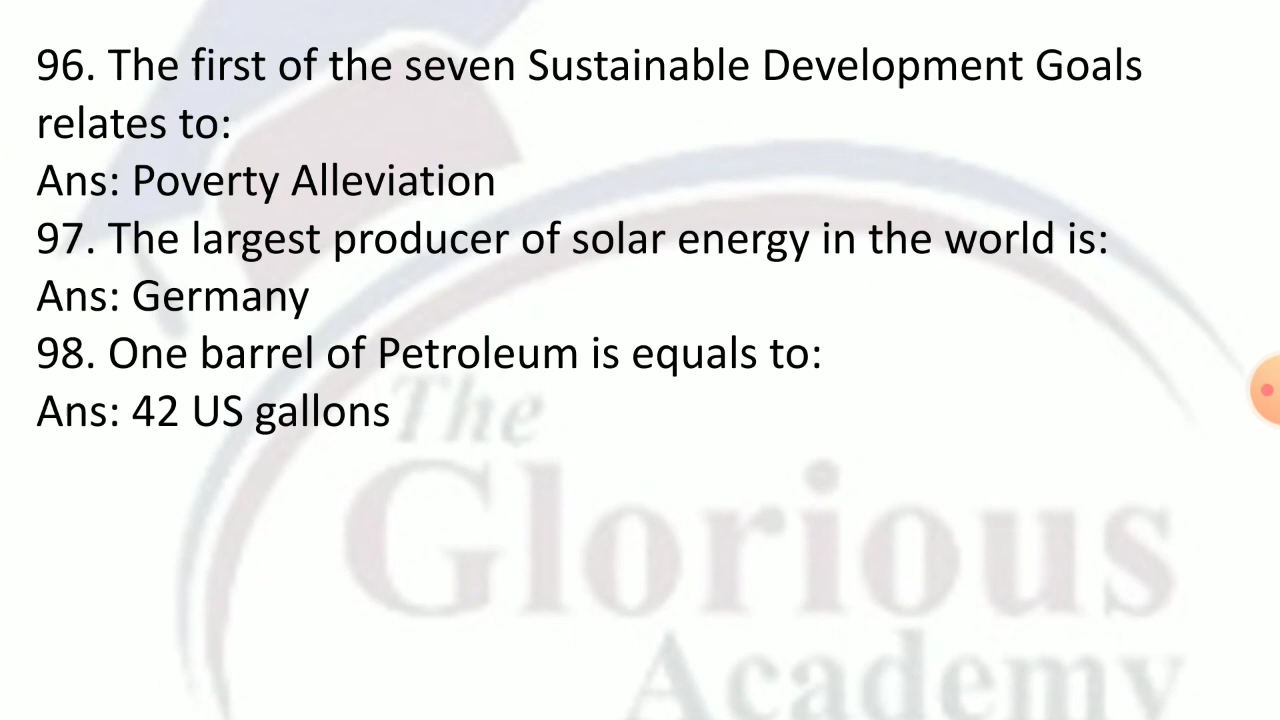 96. The first of the seven Sustainable Development Goals
relates to:
Ans: Poverty Alleviation
97. The largest producer of solar energy in the world is:
Ans: Germany
98. One barrel of Petroleum is equals to:
Ans: 42 US gallons
The
Glorious
Academy